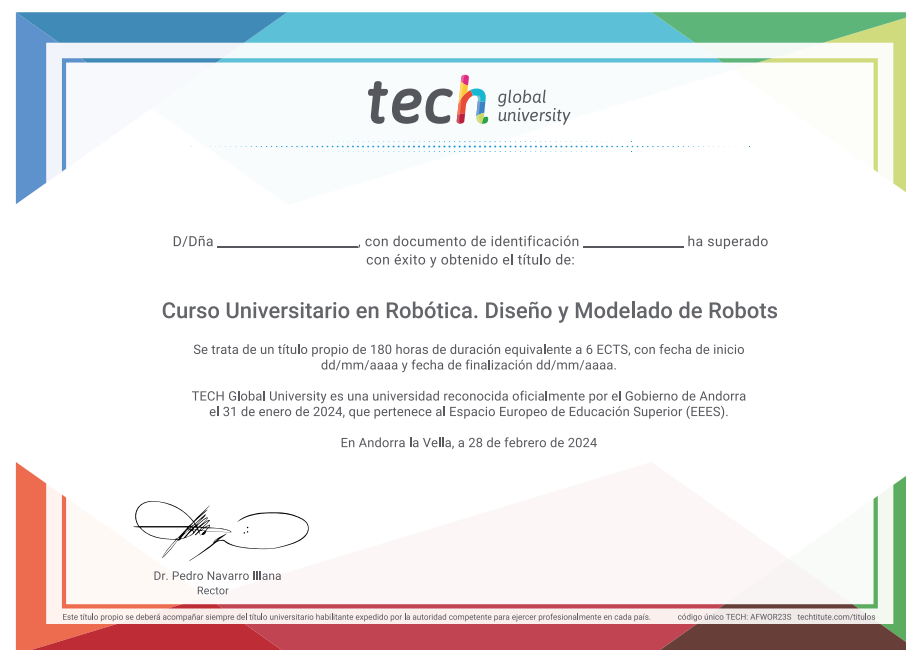 tech global university
D/Dña ________________, con documento de identificación ____________ ha superado
con éxito y obtenido el título de:
Curso Universitario en Robótica. Diseño y Modelado de Robots
Se trata de un título propio de 180 horas de duración equivalente a 6 ECTS, con fecha de inicio
dd/mm/aaaa y fecha de finalización dd/mm/aaaa.
TECH Global University es una universidad reconocida oficialmente por el Gobierno de Andorra
el 31 de enero de 2024, que pertenece al Espacio Europeo de Educación Superior (EEES).
En Andorra la Vella, a 28 de febrero de 2024
Dr. Pedro Navarro Illana
Rector
Este título propio se deberá acompañar siempre del título universitario habilitante expedido por la autoridad competente para ejercer profesionalmente en cada país. código único TECH: AFWOR23S techtitute.com/titulos